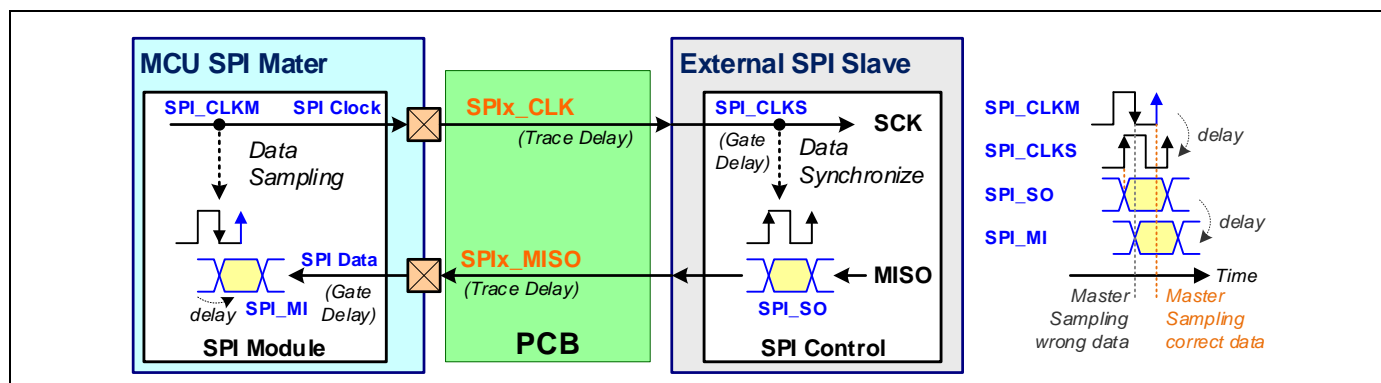 MCU SPI Mater
SPI_CLKM
SPI Clock
Data
Sampling
SPI Data
(Gate
Delay)
delay
SPI_MI
SPI Module
SPIx_CLK
(Trace Delay)
SPIx_MISO
(Trace Delay)
PCB
External SPI Slave
SPI_CLKS
SCK
(Gate
Delay)
Data
Synchronize
MISO
SPI_SO
SPI Control
SPI_CLKM
delay
SPI_CLKS
SPI_SO
SPI_MI
delay
Time
Master
Sampling
wrong data
Master
Sampling
correct data